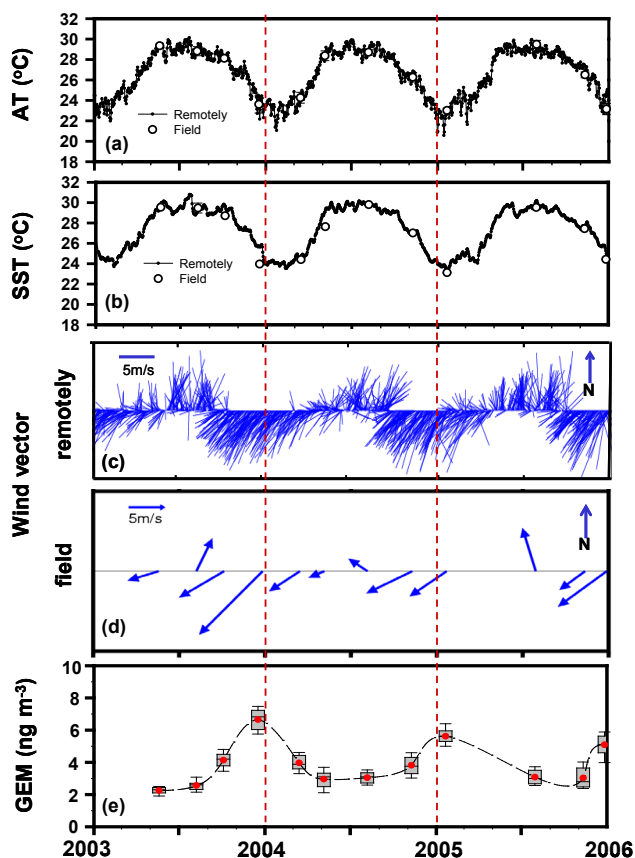 AT (ºC)
32
30
28
26
24
22
20
18
Remotely
Field
(a)
SST (ºC)
32
30
28
26
24
22
20
18
Remotely
Field
(b)
Wind vector
remotely
5m/s
N
(c)
field
5m/s
N
(d)
GEM (ng m-3)
10
8
6
4
2
0
(e)
2003 2004 2005 2006